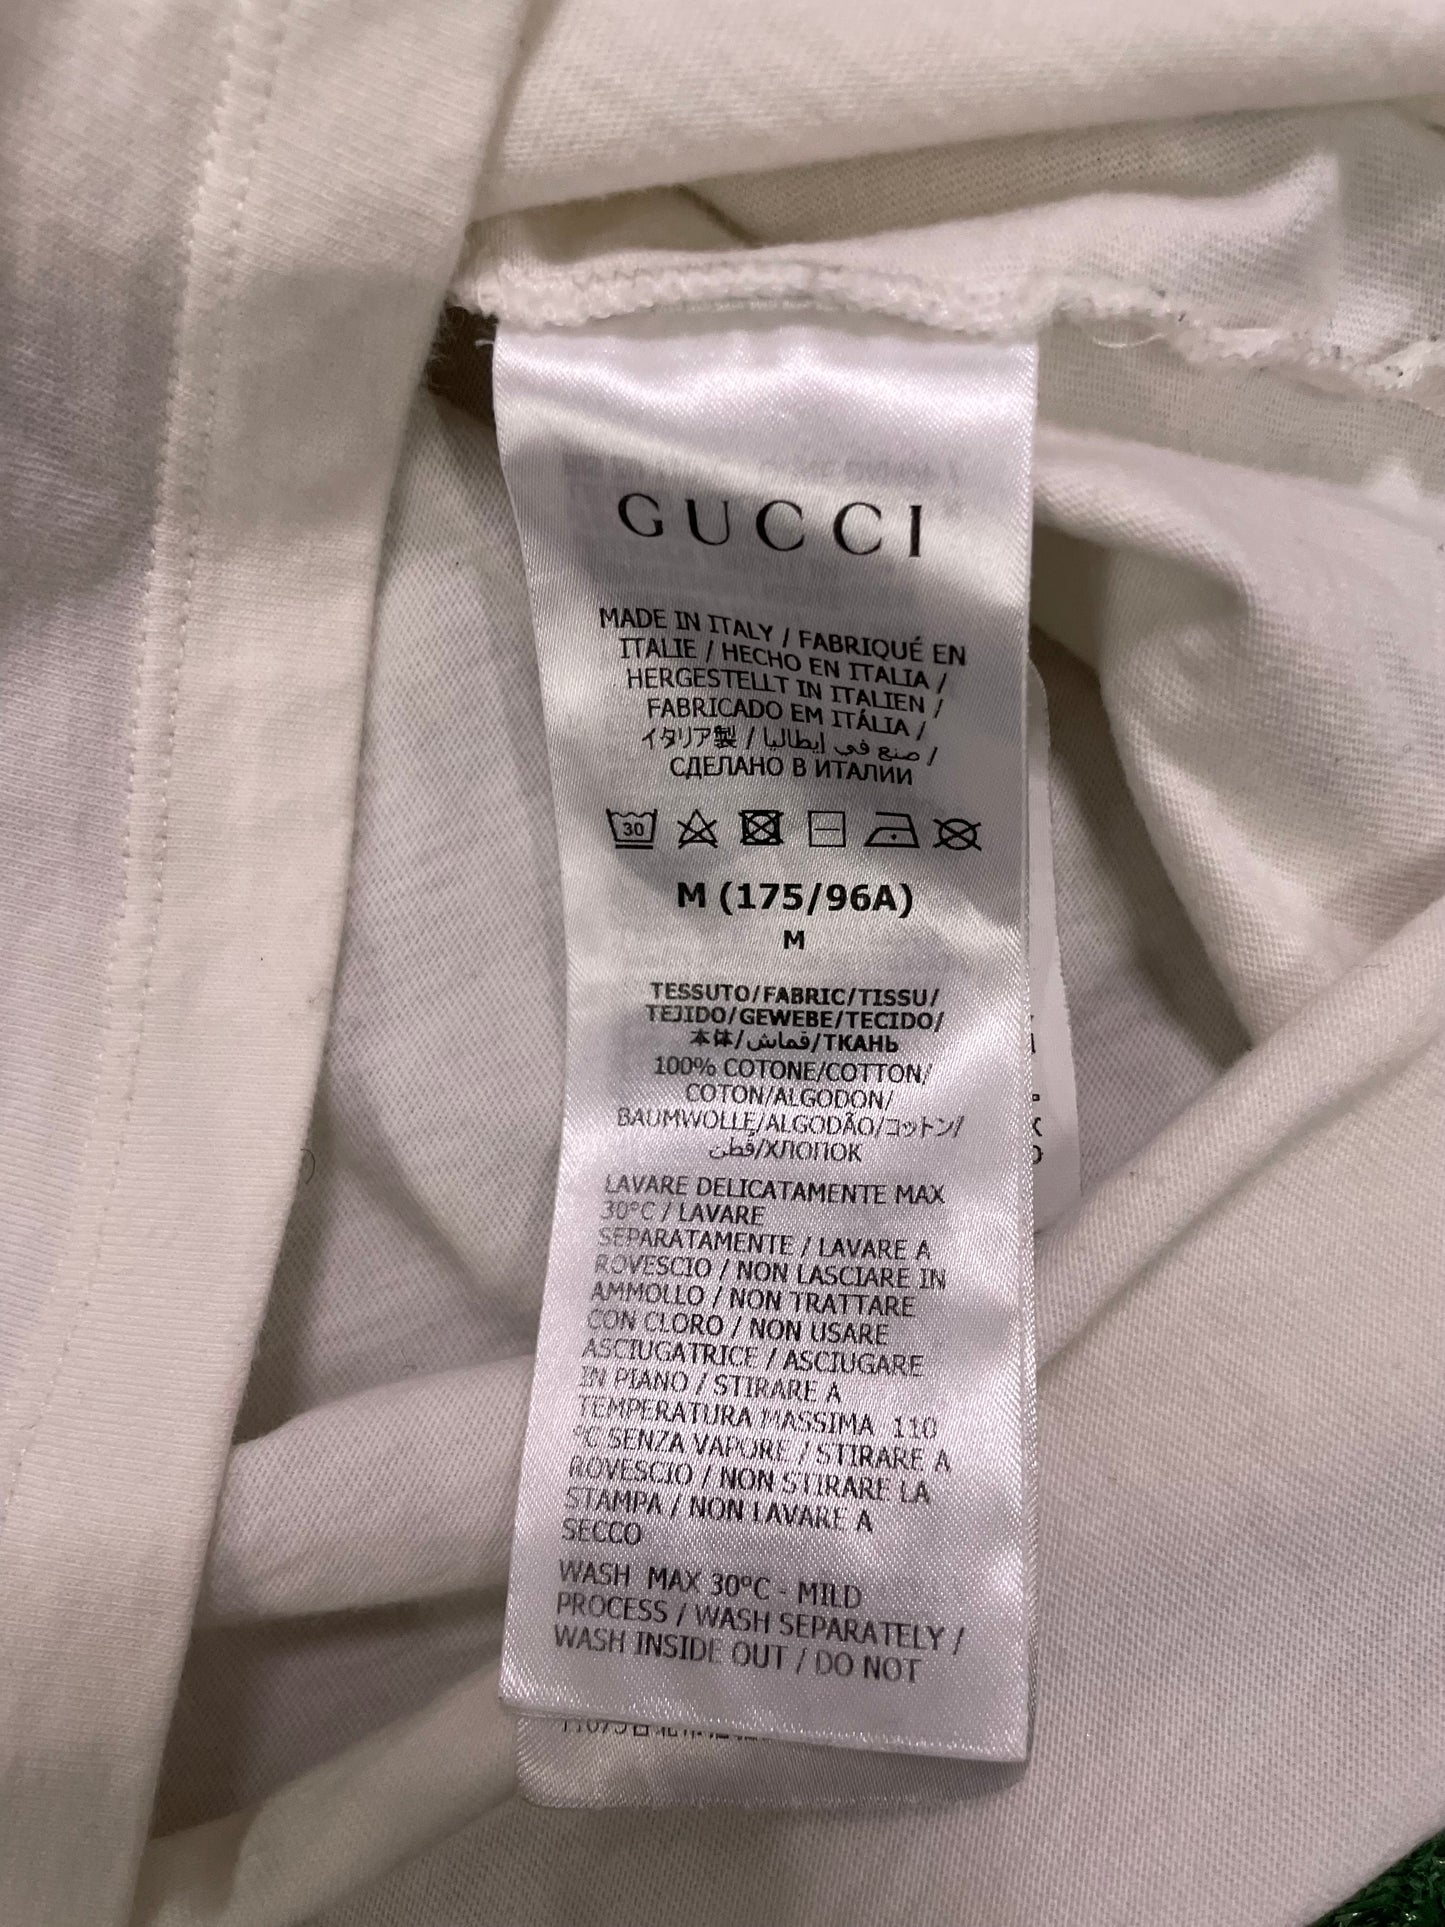 GUCCI
MADE IN ITALY / FABRIQUÉ EN
ITALIE / HECHO EN ITALIA /
HERGESTELLT IN ITALIEN /
FABRICADO EM ITÁLIA /
イタリア製 / صنع في إيطاليا /
СДЕЛАНО В ИТАЛИИ
30
M (175/96A)
M
TESSUTO/FABRIC/TISSU/
TEJIDO/GEWEBE/TECIDO/
本体/قماش/ТКАНЬ
100% COTONE/COTTON/
COTON/ALGODON/
BAUMWOLLE/ALGODÃO/コットン/
قطن/ХЛОПОК
LAVARE DELICATAMENTE MAX
30°C / LAVARE
SEPARATAMENTE / LAVARE A
ROVESCIO / NON LASCIARE IN
AMMOLLO / NON TRATTARE
CON CLORO / NON USARE
ASCIUGATRICE / ASCIUGARE
IN PIANO / STIRARE A
TEMPERATURA MASSIMA 110
°C SENZA VAPORE / STIRARE A
ROVESCIO / NON STIRARE LA
STAMPA / NON LAVARE A
SECCO
WASH MAX 30°C - MILD
PROCESS / WASH SEPARATELY /
WASH INSIDE OUT / DO NOT